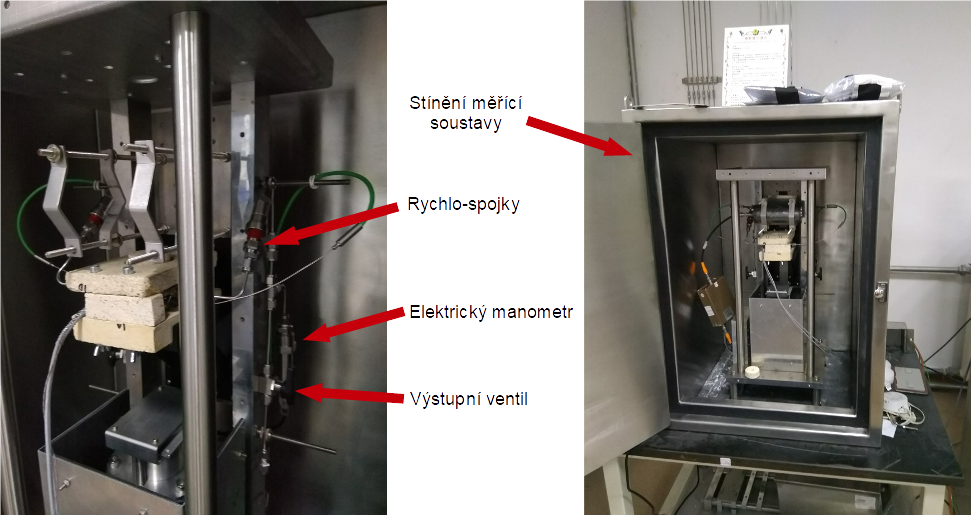 Stínění měřící
soustavy
Rychlo-spojky
Elektrický manometr
Výstupní ventil